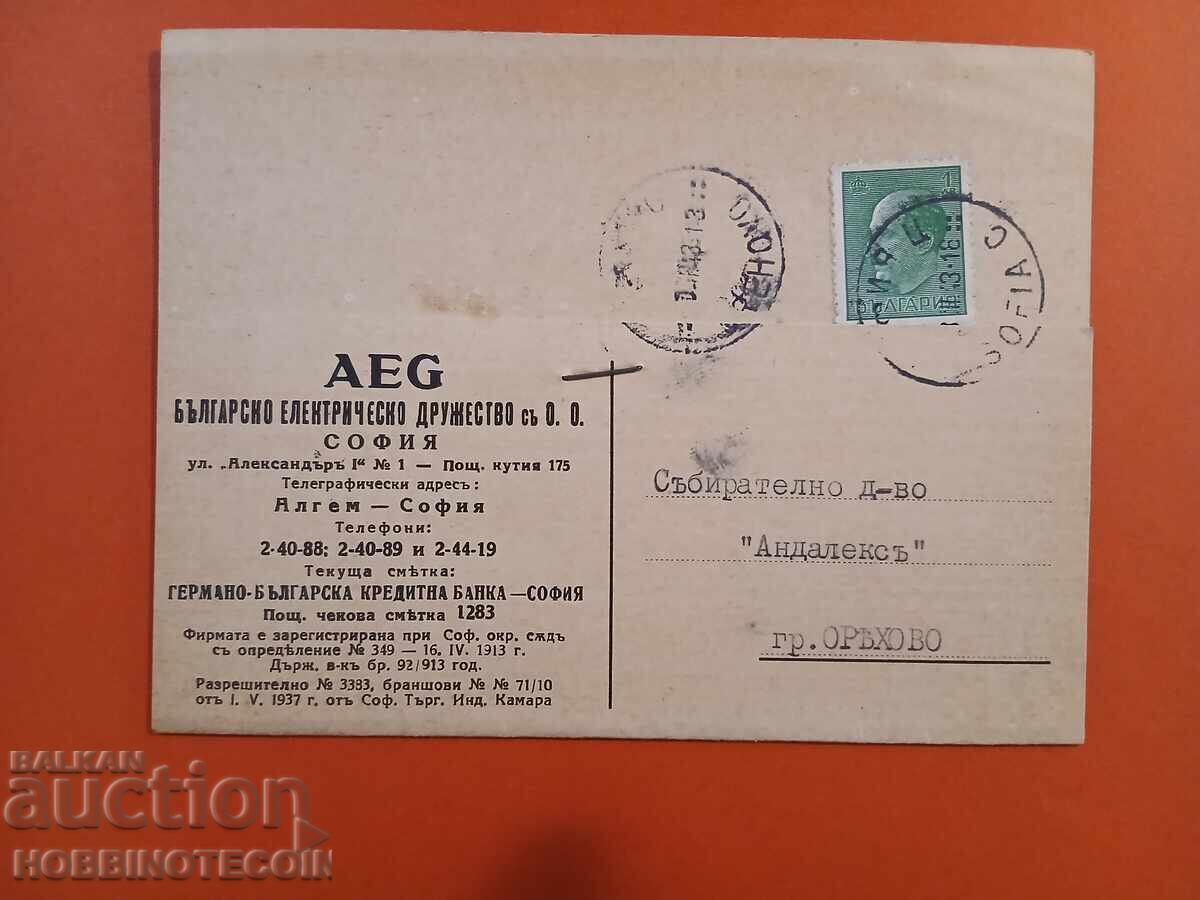 1
БЪЛГАРИЯ
SOFIA C
AEG
БЪЛГАРСКО ЕЛЕКТРИЧЕСКО ДРУЖЕСТВО съ О. О.
СОФИЯ
ул. „Александъръ I“ № 1 — Пощ. кутия 175
Телеграфически адресъ:
Алгем — София
Телефони:
2-40-88; 2-40-89 и 2-44-19
Текуща смѣтка:
ГЕРМАНО-БЪЛГАРСКА КРЕДИТНА БАНКА—СОФИЯ
Пощ. чекова смѣтка 1283
Фирмата е зарегистрирана при Соф. окр. сѫдъ
съ опредѣление № 349 — 16. IV. 1913 г.
Държ. в-къ бр. 92/913 год.
Разрешително № 3383, браншови № № 71/10
отъ I. V. 1937 г. отъ Соф. Търг. Инд. Камара
Събирателно д-во
"Андалексъ"
гр. ОРѢХОВО
BALKAN
auction
HOBBINOTECOIN